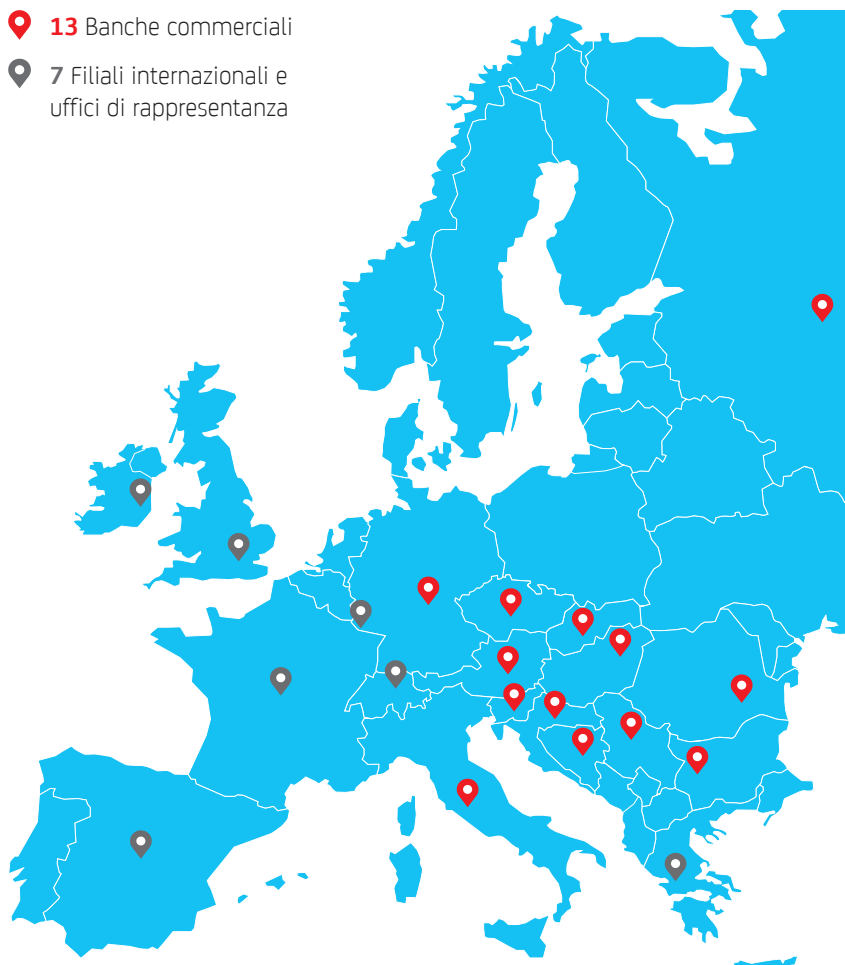 13 Banche commerciali
7 Filiali internazionali e
uffici di rappresentanza